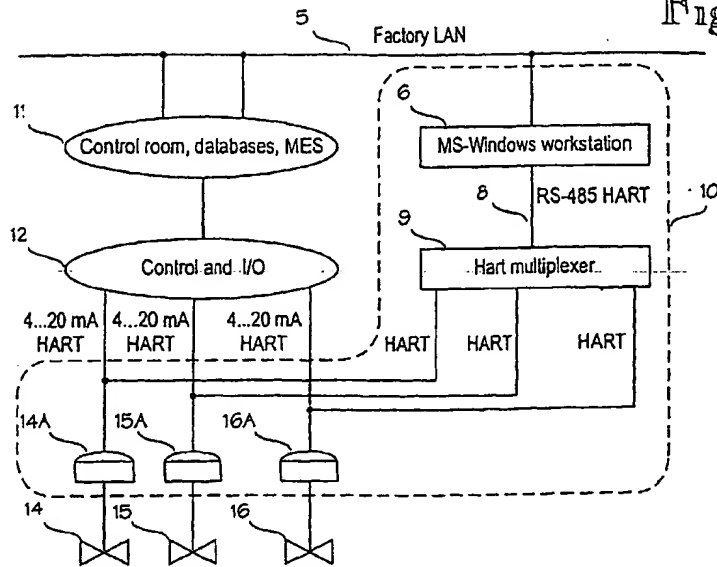 Fig
5
Factory LAN
11
6
Control room, databases, MES
MS-Windows workstation
8
RS-485 HART
10
12
9
Control and I/O
Hart multiplexer
4...20 mA 4...20 mA 4...20 mA
HART HART HART
HART HART HART
14A
15A
16A
14
15
16